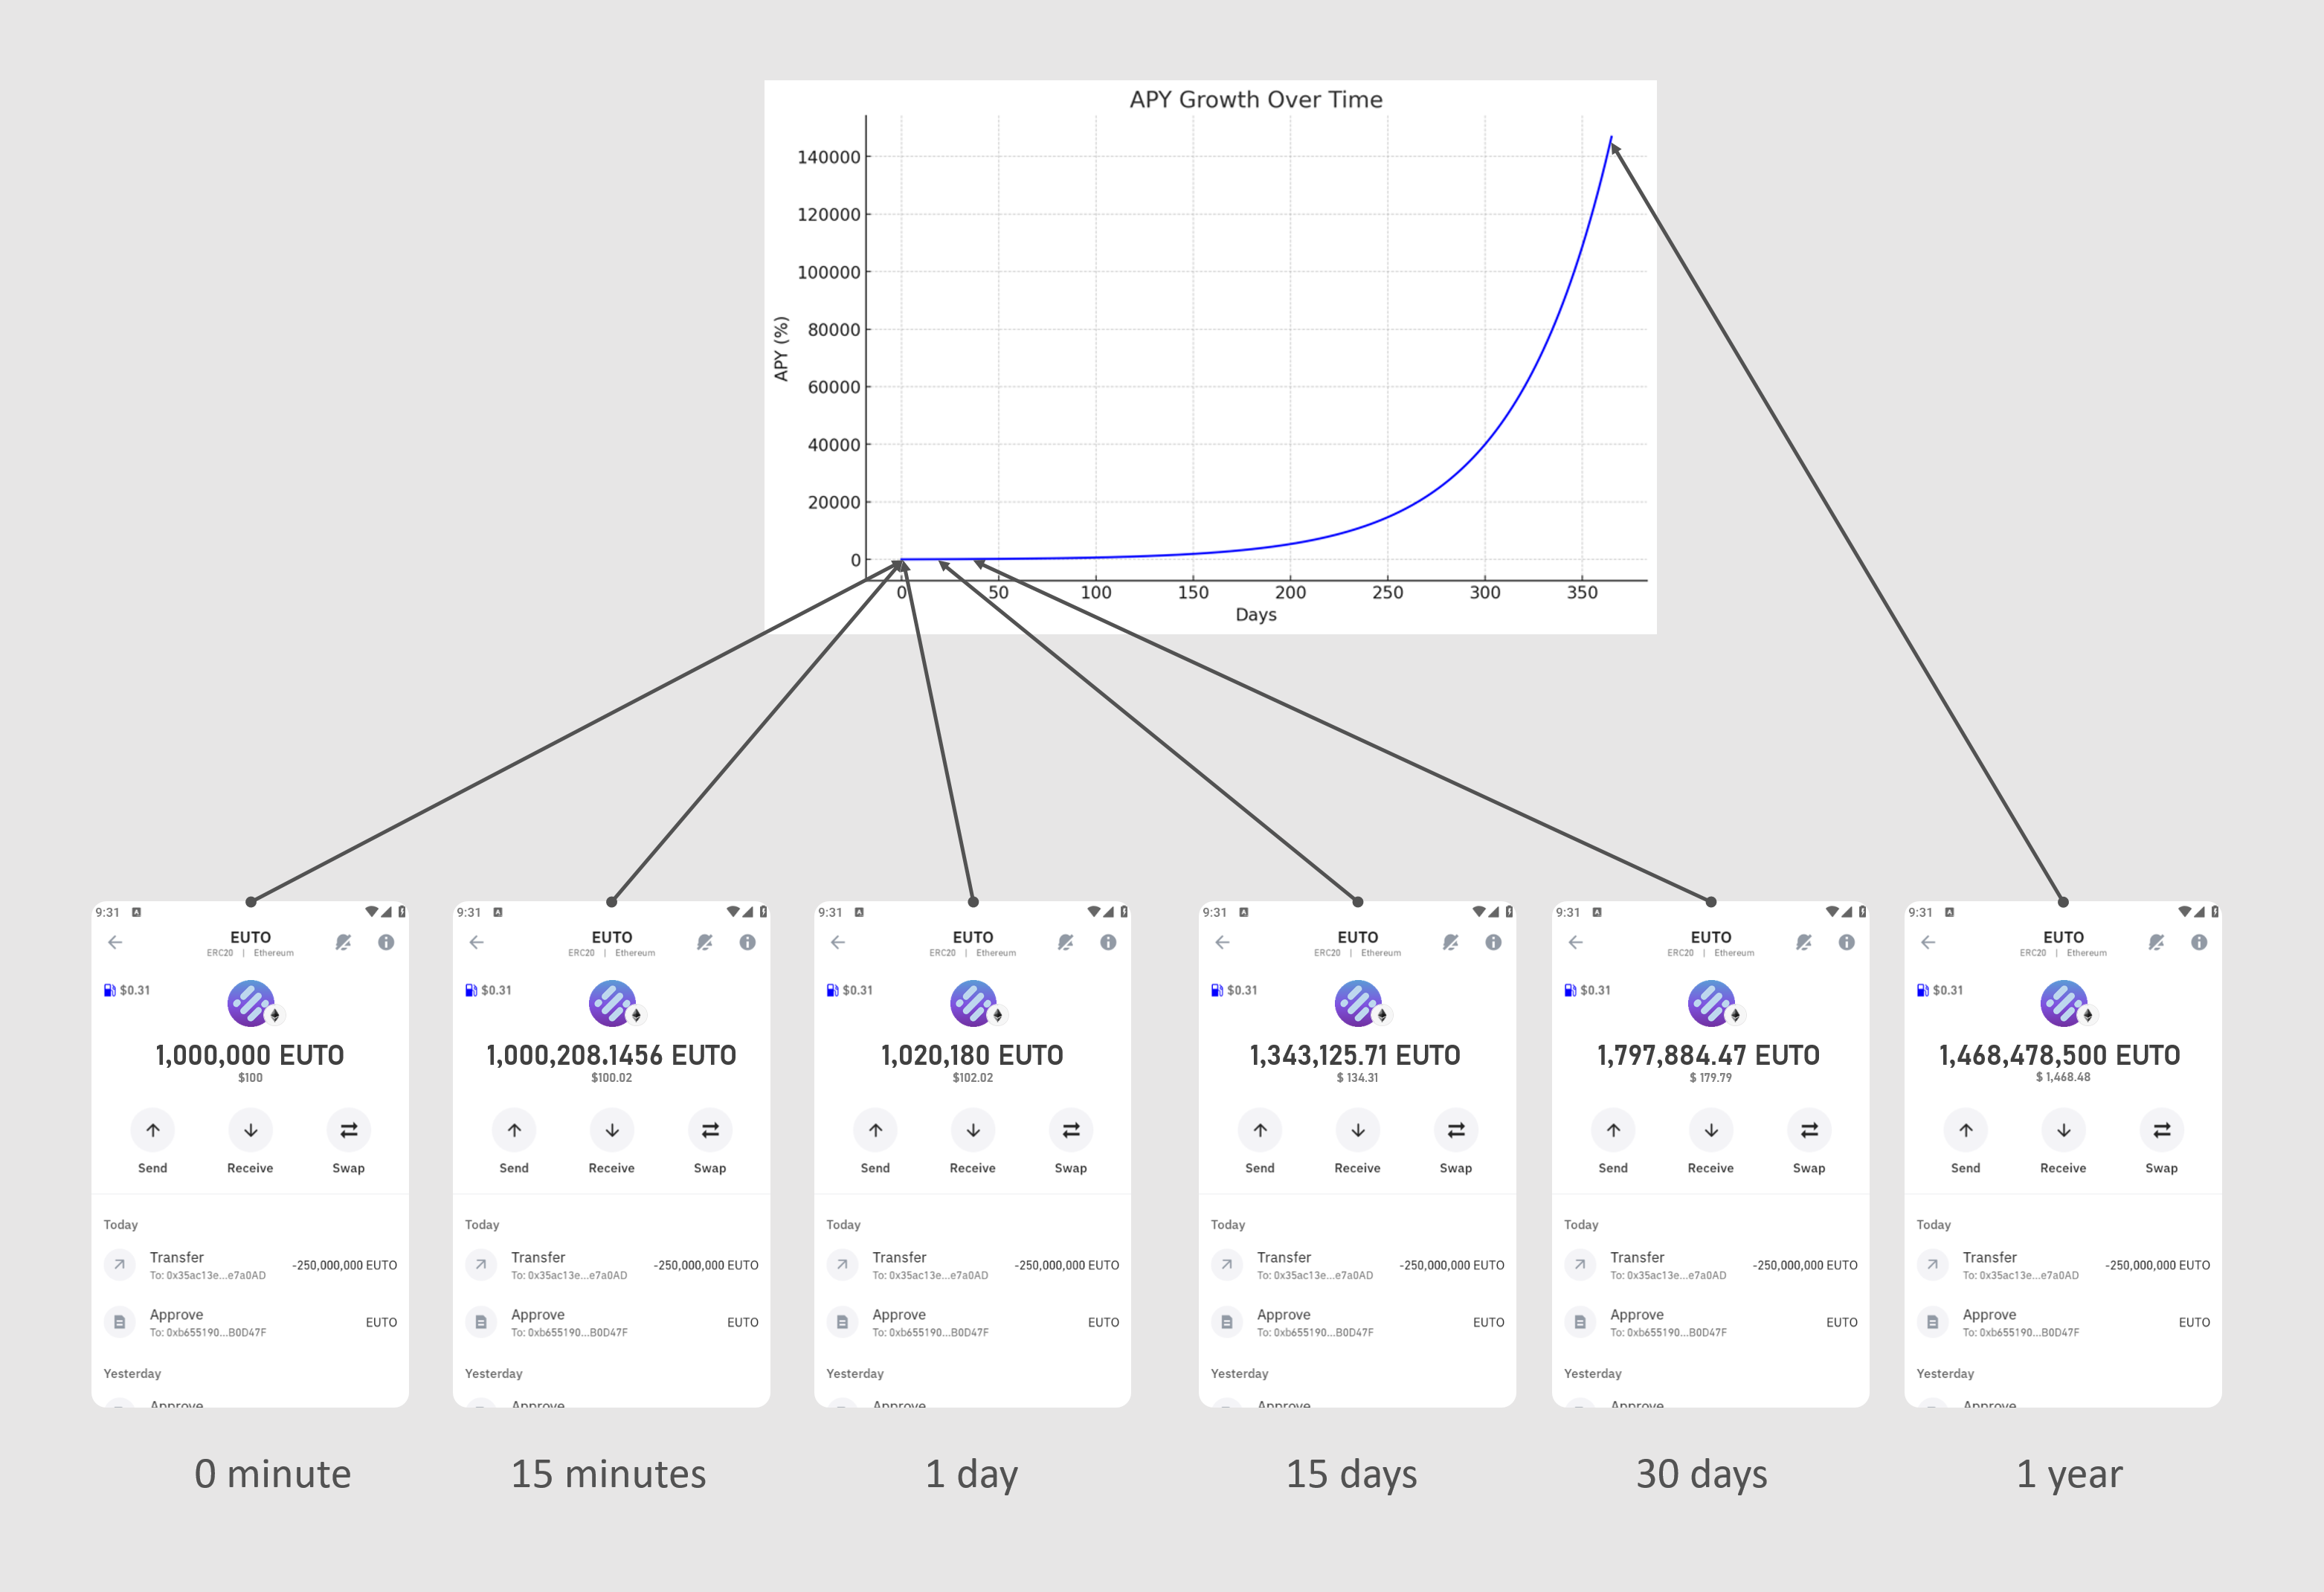 APY Growth Over Time
APY (%)
140000
120000
100000
80000
60000
40000
20000
0
0 50 100 150 200 250 300 350
Days
9:31
EUTO
ERC20 | Ethereum
$0.31
1,000,000 EUTO
$100
Send Receive Swap
Today
Transfer
-250,000,000 EUTO
To: 0x35ac13e...e7a0AD
Approve
EUTO
To: 0xb655190...B0D47F
Yesterday
Approve
0 minute
9:31
EUTO
ERC20 | Ethereum
$0.31
1,000,208.1456 EUTO
$100.02
Send Receive Swap
Today
Transfer
-250,000,000 EUTO
To: 0x35ac13e...e7a0AD
Approve
EUTO
To: 0xb655190...B0D47F
Yesterday
Approve
15 minutes
9:31
EUTO
ERC20 | Ethereum
$0.31
1,020,180 EUTO
$102.02
Send Receive Swap
Today
Transfer
-250,000,000 EUTO
To: 0x35ac13e...e7a0AD
Approve
EUTO
To: 0xb655190...B0D47F
Yesterday
Approve
1 day
9:31
EUTO
ERC20 | Ethereum
$0.31
1,343,125.71 EUTO
$ 134.31
Send Receive Swap
Today
Transfer
-250,000,000 EUTO
To: 0x35ac13e...e7a0AD
Approve
EUTO
To: 0xb655190...B0D47F
Yesterday
Approve
15 days
9:31
EUTO
ERC20 | Ethereum
$0.31
1,797,884.47 EUTO
$ 179.79
Send Receive Swap
Today
Transfer
-250,000,000 EUTO
To: 0x35ac13e...e7a0AD
Approve
EUTO
To: 0xb655190...B0D47F
Yesterday
Approve
30 days
9:31
EUTO
ERC20 | Ethereum
$0.31
1,468,478,500 EUTO
$ 1,468.48
Send Receive Swap
Today
Transfer
-250,000,000 EUTO
To: 0x35ac13e...e7a0AD
Approve
EUTO
To: 0xb655190...B0D47F
Yesterday
Approve
1 year